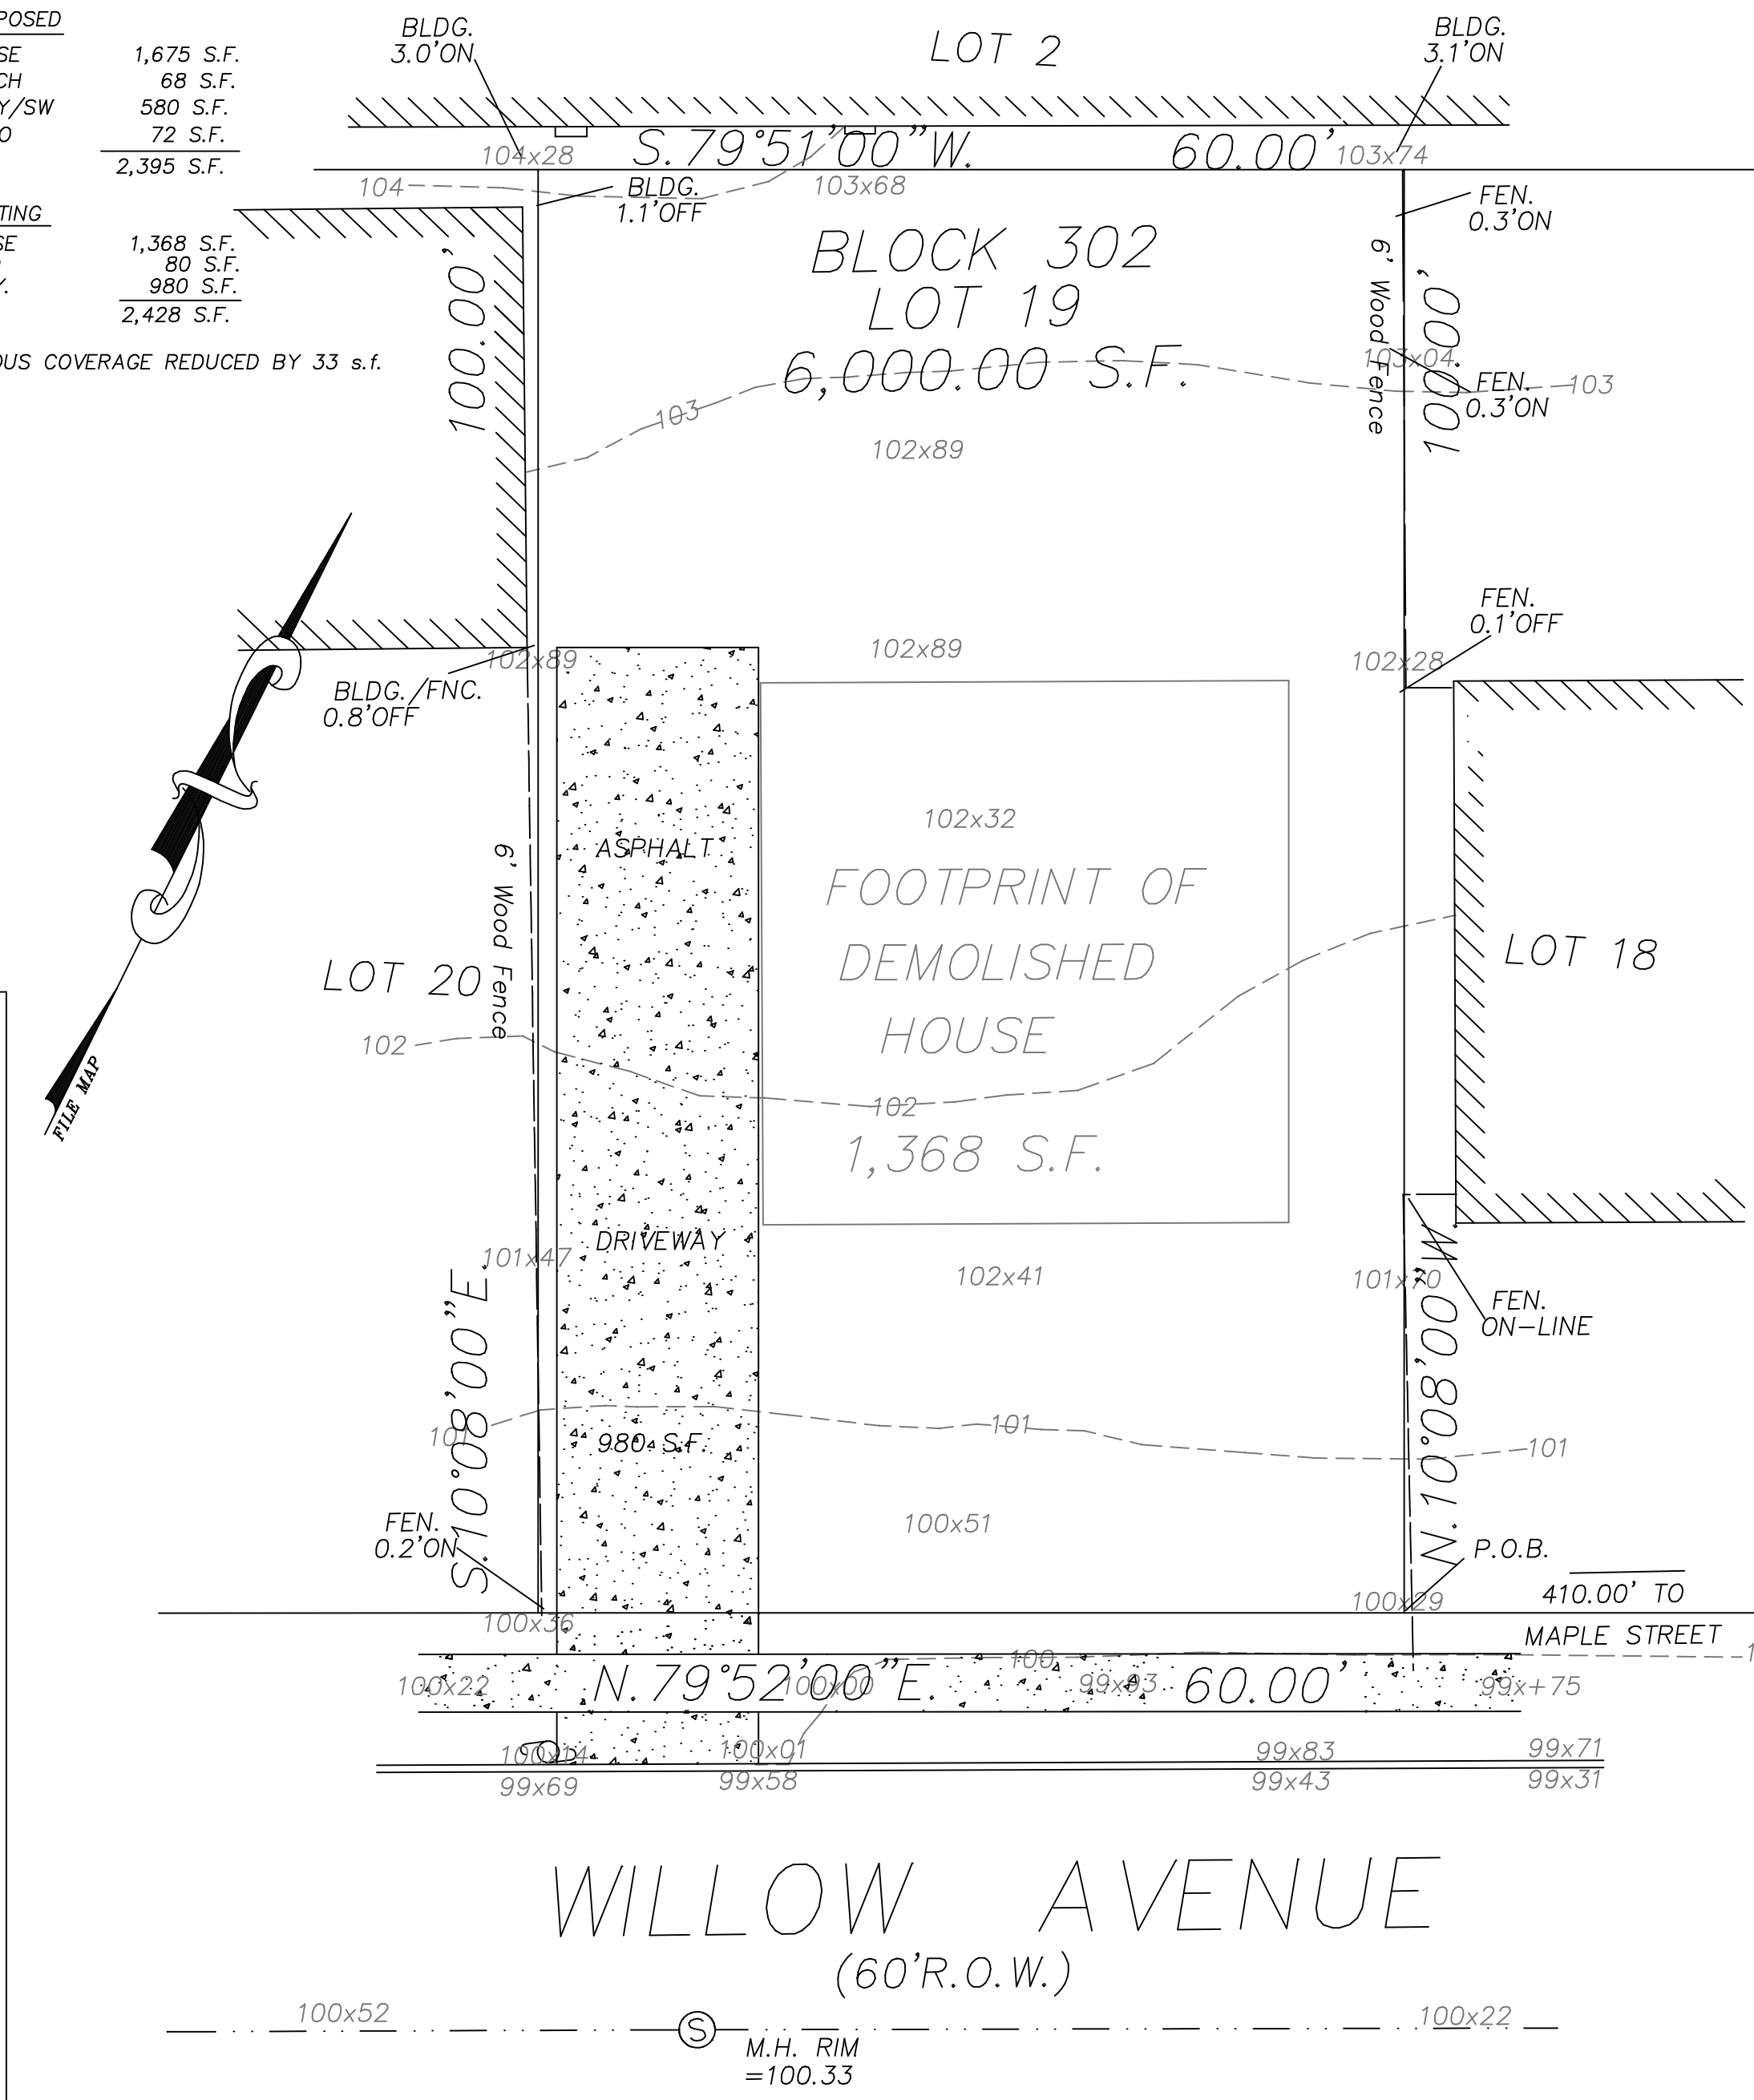 POSED
SE 1,675 S.F.
CH 68 S.F.
Y/SW 580 S.F.
O 72 S.F.
2,395 S.F.
TING
SE 1,368 S.F.
80 S.F.
980 S.F.
2,428 S.F.
OUS COVERAGE REDUCED BY 33 s.f.
BLDG.
3.0'ON
LOT 2
BLDG.
3.1'ON
S.79°51'00"W. 60.00'
104x28
103x74
104
103x68
BLDG.
1.1'OFF
FEN.
0.3'ON
BLOCK 302
LOT 19
6,000.00 S.F.
100.00'
6' Wood Fence
100.00'
103x04
103
103
FEN.
0.3'ON
102x89
FEN.
0.1'OFF
102x89
102x89
102x28
BLDG./FNC.
0.8'OFF
102x32
ASPHALT
FOOTPRINT OF
DEMOLISHED
HOUSE
1,368 S.F.
6' Wood Fence
LOT 20
LOT 18
102
102
FILE MAP
101x47
DRIVEWAY
102x41
101x70
FEN.
ON-LINE
S.10°08'00"E.
N.10°08'00"W.
101
101
101
980 S.F.
100x51
FEN.
0.2'ON
P.O.B.
410.00' TO
100x36
100x29
MAPLE STREET
100
1
100x22
N.79°52'00"E. 60.00'
100x00
99x93
99x+75
100x14
100x01
99x83
99x71
99x69
99x58
99x43
99x31
WILLOW AVENUE
(60'R.O.W.)
100x52
S
100x22
M.H. RIM
=100.33